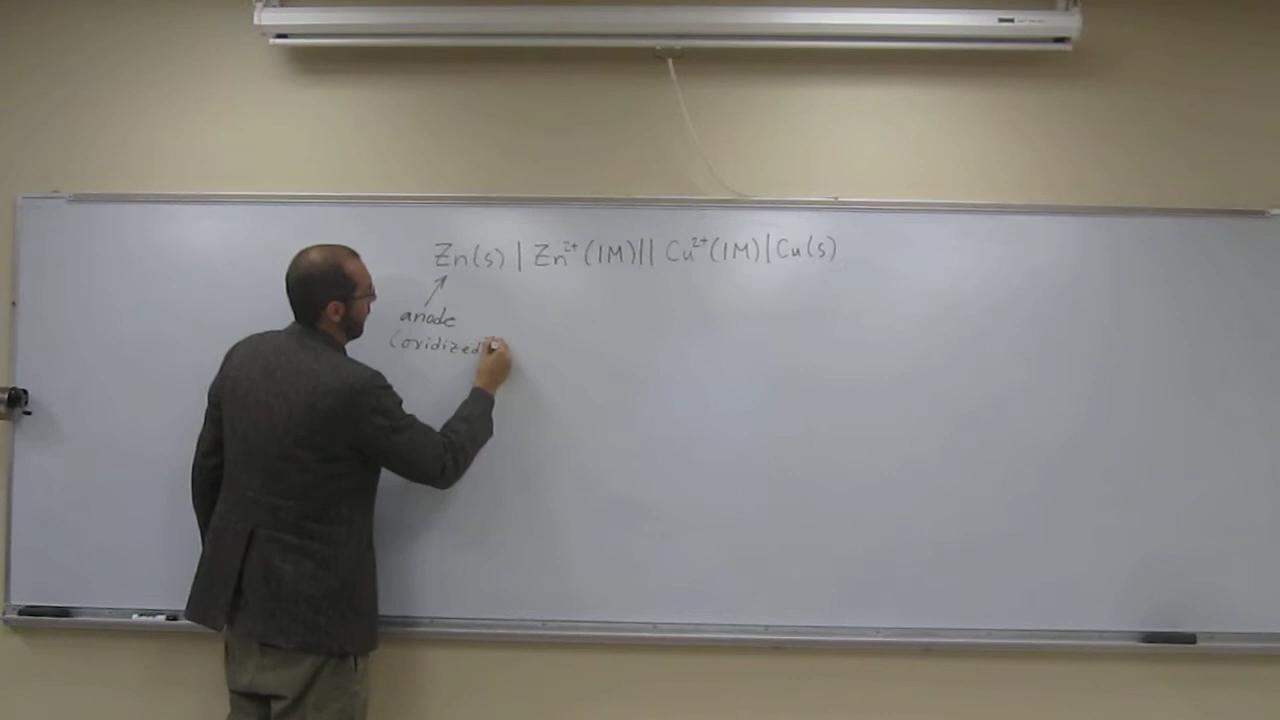 Zn(s) | Zn²⁺(1M) || Cu²⁺(1M) | Cu(s)
anode
(oxidized